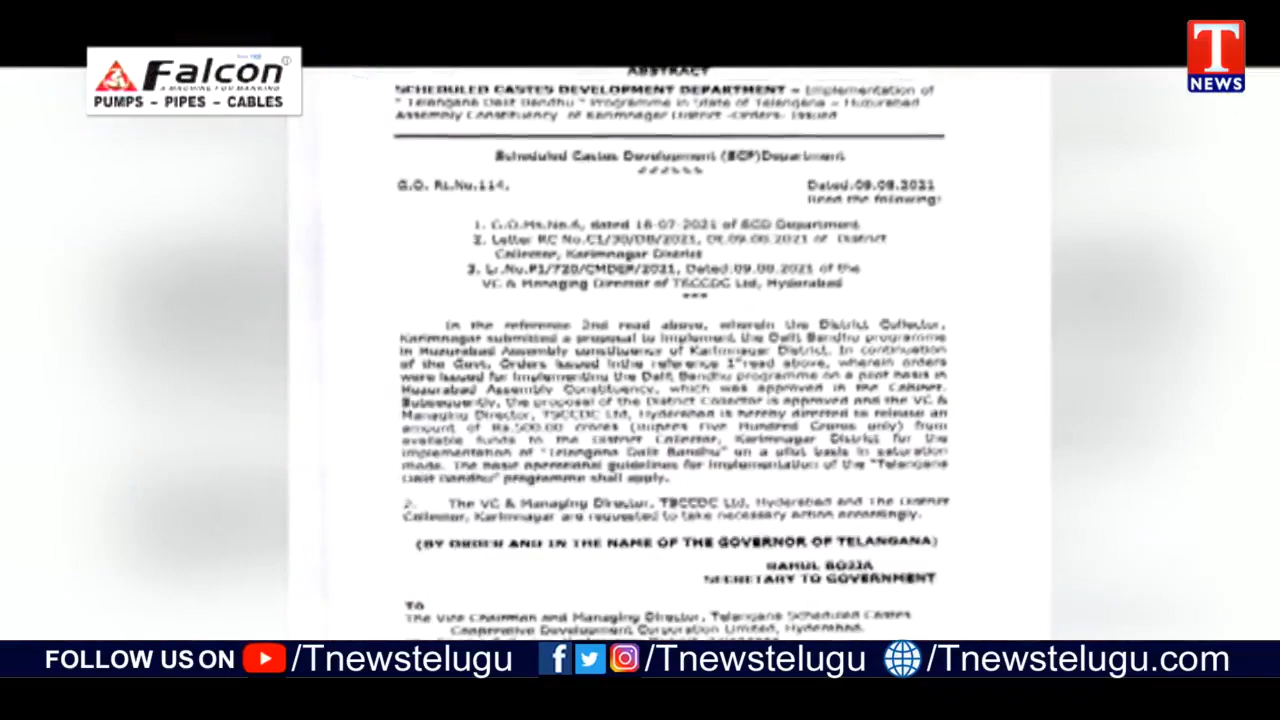 Falcon
A MACHINE FOR MANKIND
PUMPS - PIPES - CABLES
T
NEWS
ABSTRACT
SCHEDULED CASTES DEVELOPMENT DEPARTMENT – Implementation of
" Telangana Dalit Bandhu " Programme in State of Telangana – Huzurabad
Assembly Constituency of Karimnagar District -Orders- Issued
Scheduled Castes Development (SCP)Department
G.O. Rt.No.114. Dated:09.08.2021
Read the following:
1. G.O.Ms.No.6, dated 18-07-2021 of SCD Department
2. Letter RC No.C1/30/DB/2021, Dt.09.08.2021 of District
Collector, Karimnagar District
3. Lr.No.P1/720/CMDEP/2021, Dated:09.08.2021 of the
VC & Managing Director of TSCCDC Ltd, Hyderabad
***
In the reference 2nd read above, wherein the District Collector,
Karimnagar submitted a proposal to implement the Dalit Bandhu programme
in Huzurabad Assembly constituency of Karimnagar District. In continuation
of the Govt. Orders issued inthe reference 1st read above, wherein orders
were issued for implementing the Dalit Bandhu programme on a pilot basis in
Huzurabad Assembly Constituency, which was approved in the Cabinet.
Subsequently, the proposal of the District Collector is approved and the VC &
Managing Director, TSCCDC Ltd, Hyderabad is hereby directed to release an
amount of Rs.500.00 crores (Rupees Five Hundred Crores only) from
available funds to the District Collector, Karimnagar District for the
implementation of "Telangana Dalit Bandhu" on a pilot basis in saturation
mode. The basic operational guidelines for implementation of the "Telangana
Dalit Bandhu" programme shall apply.
2. The VC & Managing Director, TSCCDC Ltd, Hyderabad and The District
Collector, Karimnagar are requested to take necessary action accordingly.
(BY ORDER AND IN THE NAME OF THE GOVERNOR OF TELANGANA)
RAHUL BOJJA
SECRETARY TO GOVERNMENT
To
The Vice Chairman and Managing Director, Telangana Scheduled Castes
Cooperative Development Corporation Limited, Hyderabad.
FOLLOW US ON /Tnewstelugu /Tnewstelugu /Tnewstelugu.com